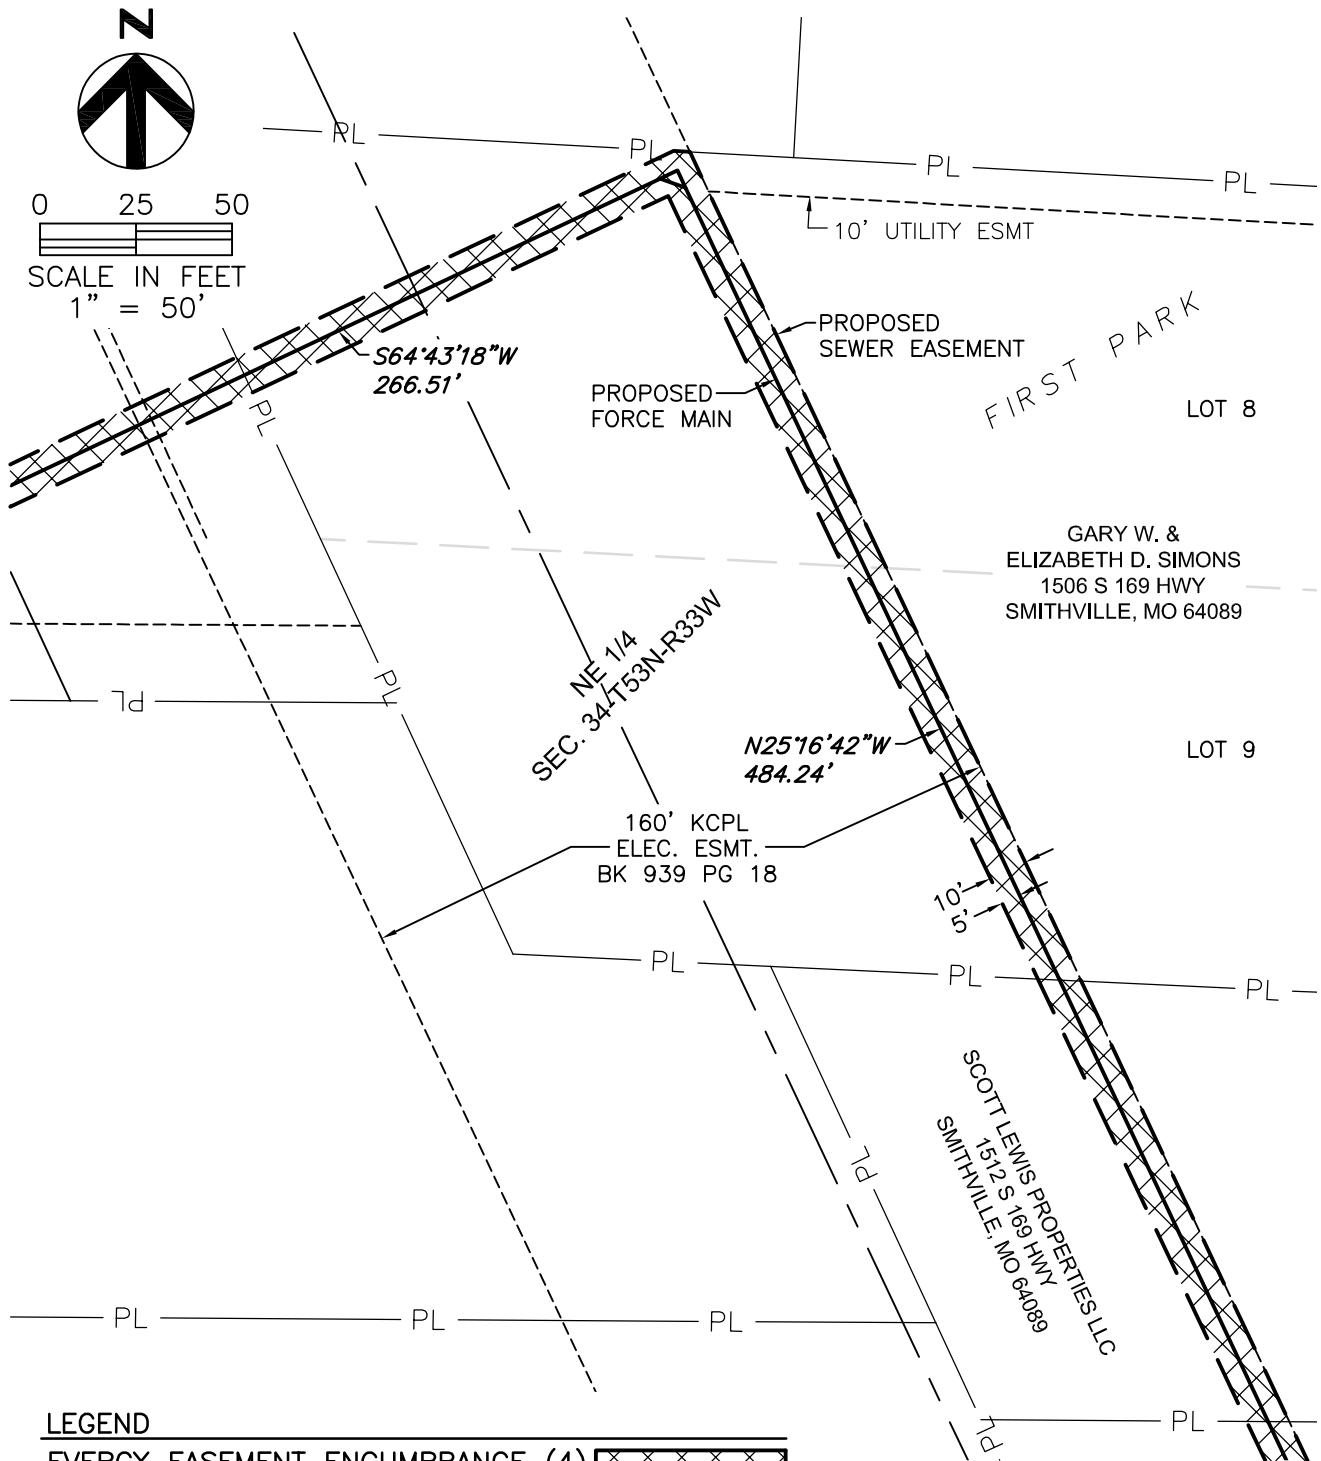 N
0 25 50
SCALE IN FEET
1" = 50'
PL
PL
PL
PL
10' UTILITY ESMT
PROPOSED
SEWER EASEMENT
FIRST PARK
S64°43'18"W
266.51'
PROPOSED
FORCE MAIN
LOT 8
PL
GARY W. &
ELIZABETH D. SIMONS
1506 S 169 HWY
SMITHVILLE, MO 64089
NE 1/4
SEC. 34-T53N-R33W
PL
PL
N25°16'42"W
484.24'
LOT 9
160' KCPL
ELEC. ESMT.
BK 939 PG 18
10'
5'
PL
PL
PL
SCOTT LEWIS PROPERTIES LLC
1512 S 169 HWY
SMITHVILLE, MO 64089
PL
PL
PL
PL
PL
PL
LEGEND
EVERGY EASEMENT ENCUMBRANCE (4)